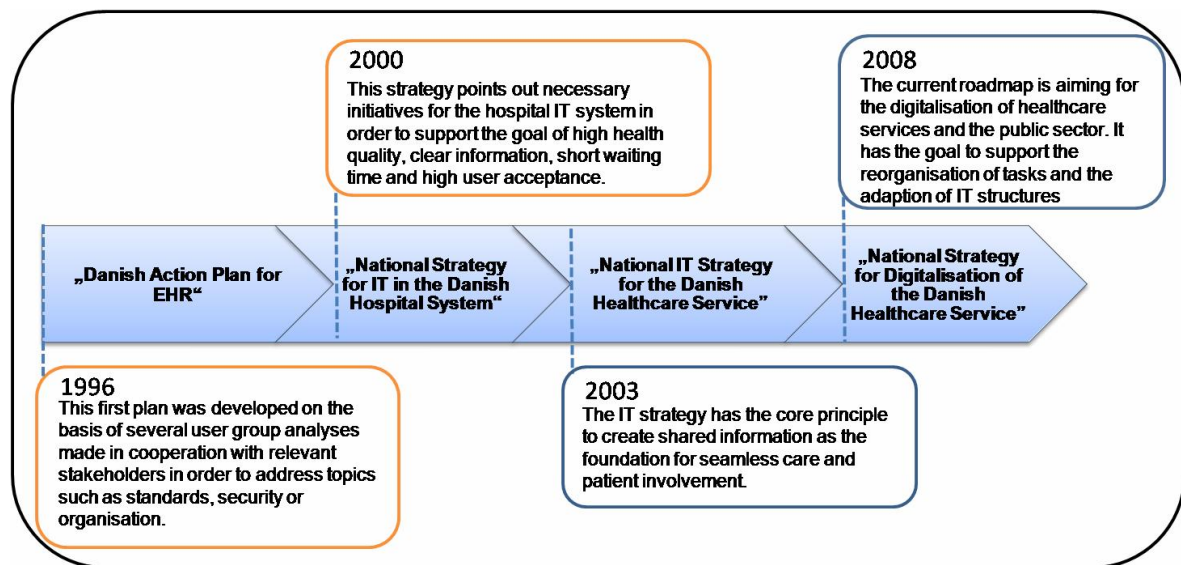 2000
This strategy points out necessary
initiatives for the hospital IT system in
order to support the goal of high health
quality, clear information, short waiting
time and high user acceptance.
2008
The current roadmap is aiming for
the digitalisation of healthcare
services and the public sector. It
has the goal to support the
reorganisation of tasks and the
adaption of IT structures
„Danish Action Plan for
EHR“
„National Strategy
for IT in the Danish
Hospital System“
„National IT Strategy
for the Danish
Healthcare Service”
„National Strategy
for Digitalisation of
the Danish
Healthcare Service”
1996
This first plan was developed on the
basis of several user group analyses
made in cooperation with relevant
stakeholders in order to address topics
such as standards, security or
organisation.
2003
The IT strategy has the core principle
to create shared information as the
foundation for seamless care and
patient involvement.